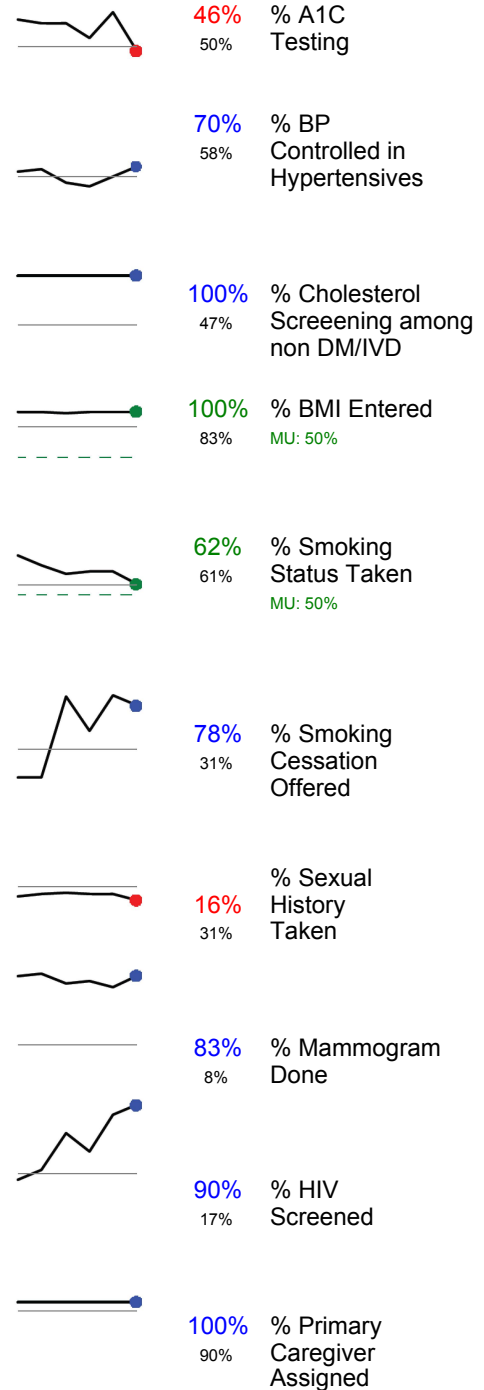 46% % A1C
50% Testing
70% % BP
58% Controlled in
Hypertensives
100% % Cholesterol
47% Screeening among
non DM/IVD
100% % BMI Entered
83% MU: 50%
62% % Smoking
61% Status Taken
MU: 50%
78% % Smoking
31% Cessation
Offered
% Sexual
16% History
31% Taken
83% % Mammogram
8% Done
90% % HIV
17% Screened
100% % Primary
90% Caregiver
Assigned